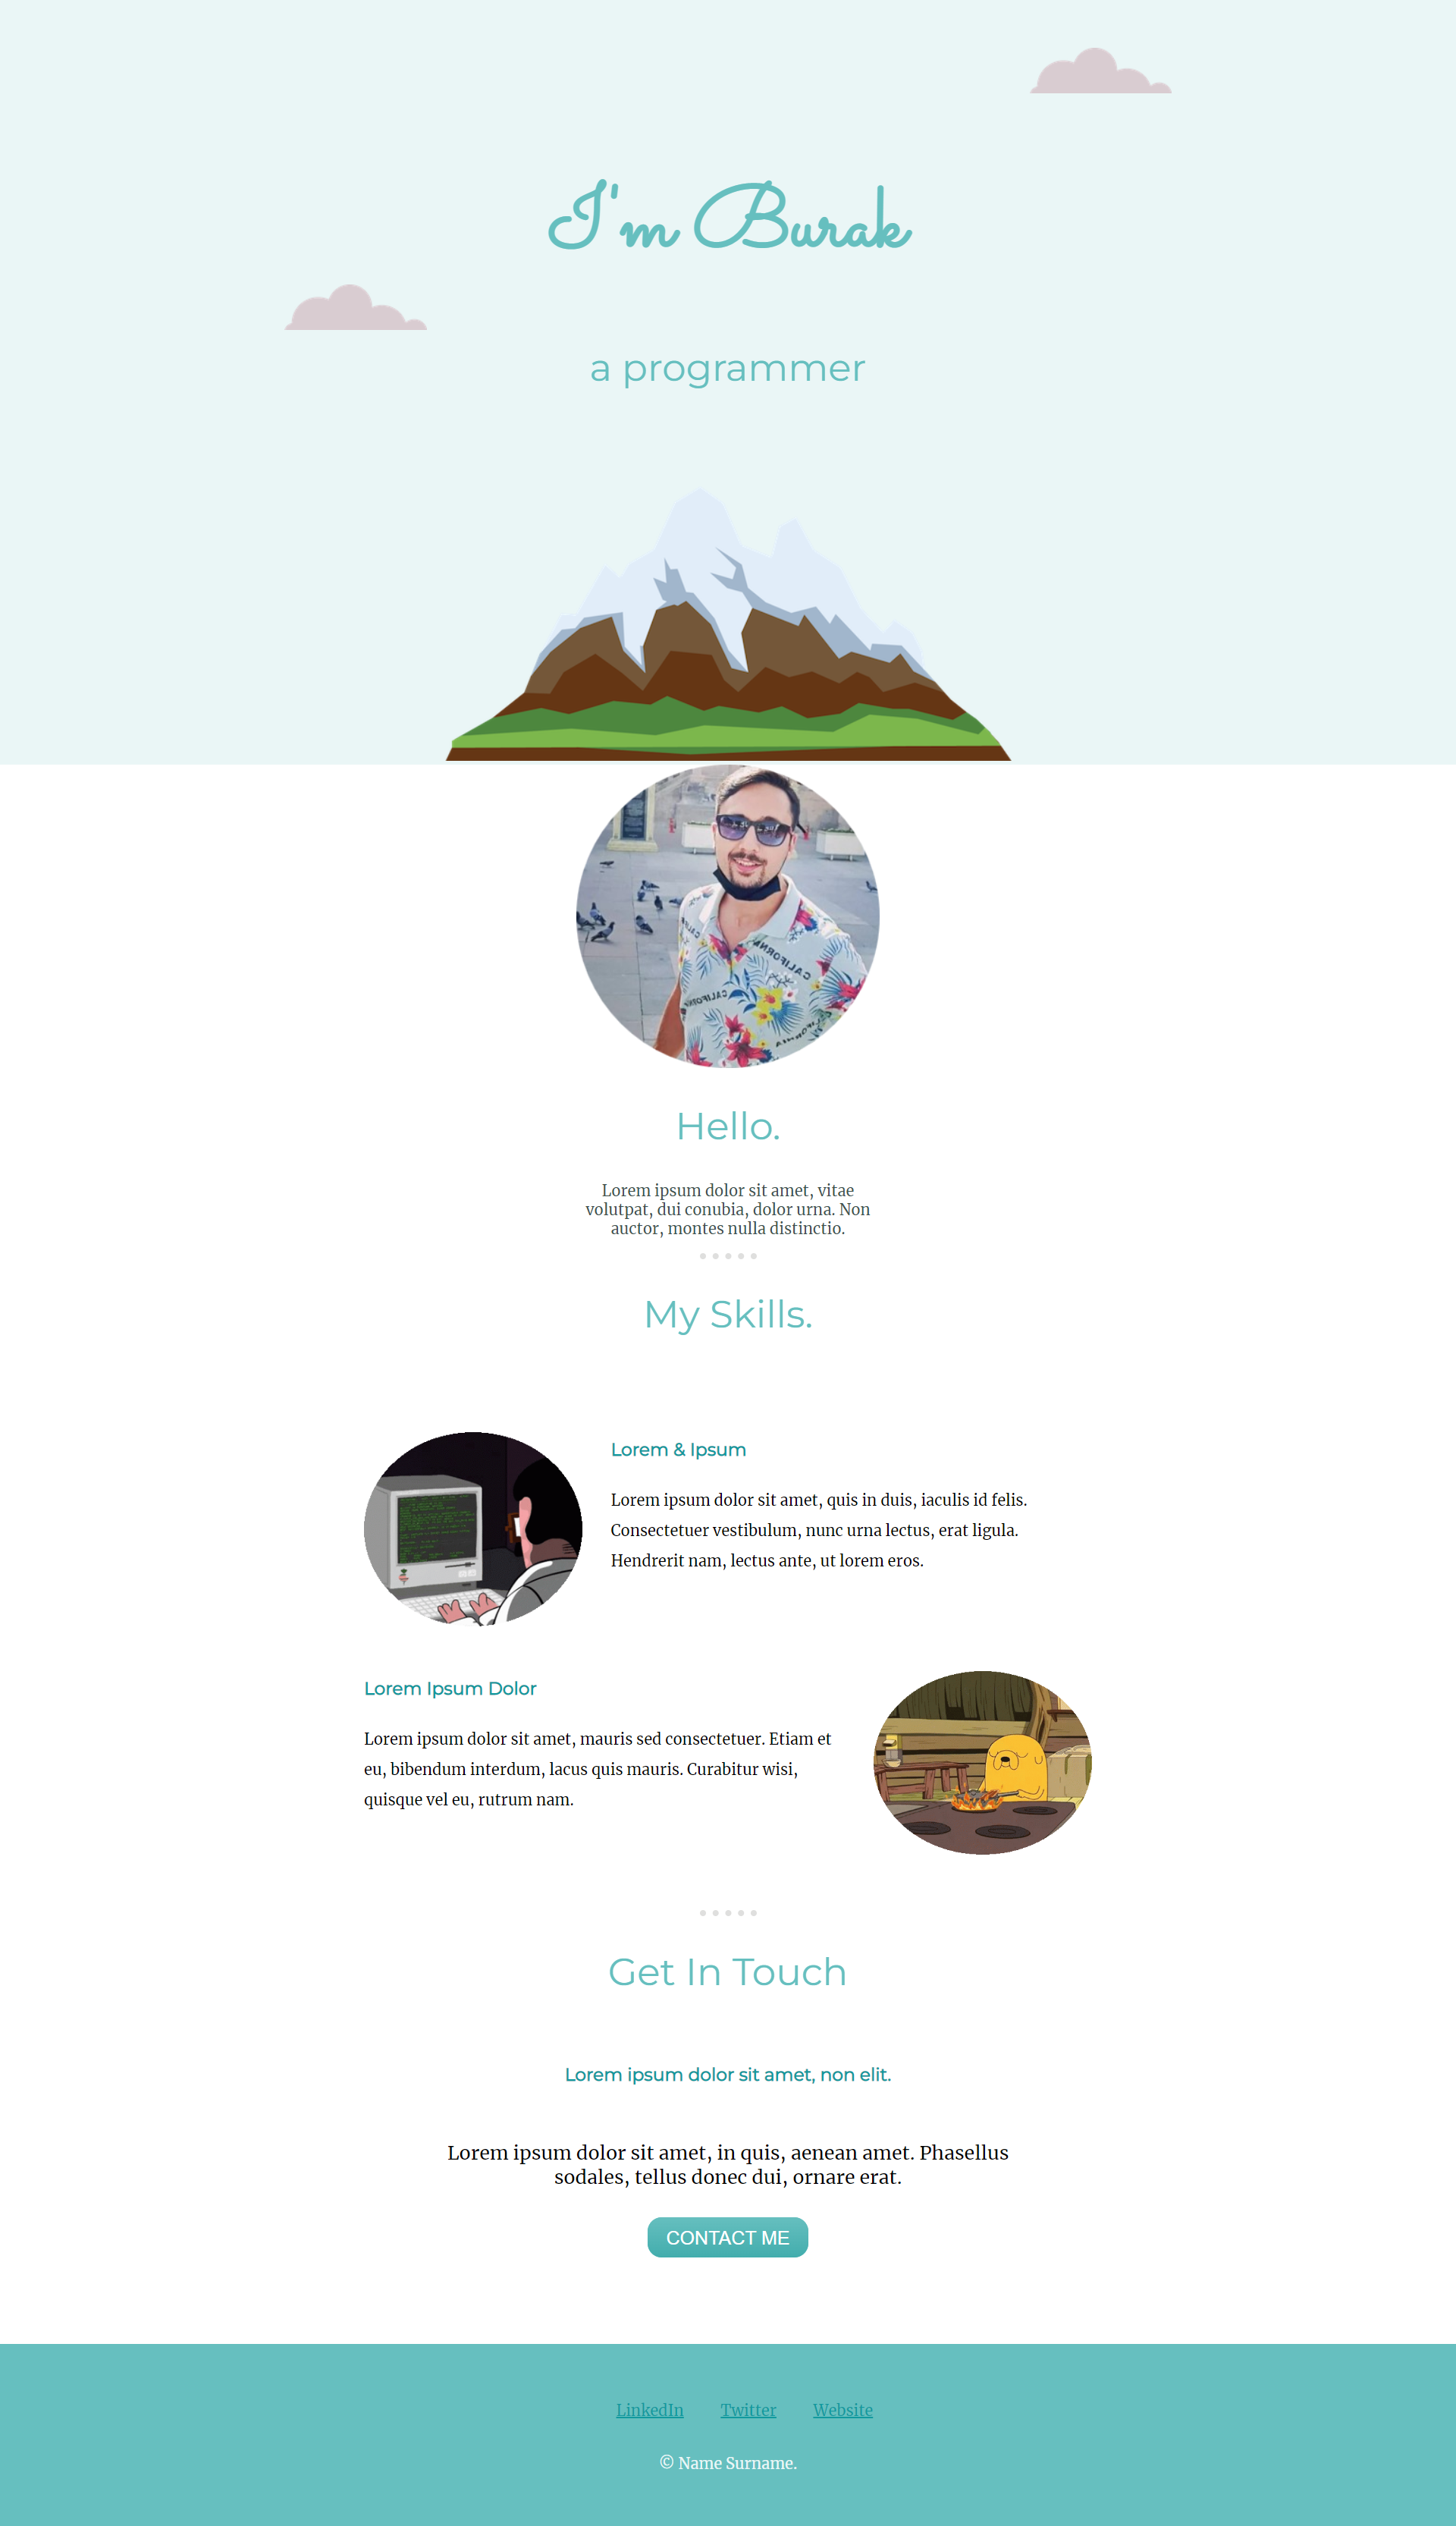 I'm Burak
a programmer
CALIFORNIA
CALIFORNIA
Hello.
Lorem ipsum dolor sit amet, vitae
volutpat, dui conubia, dolor urna. Non
auctor, montes nulla distinctio.
My Skills.
Lorem & Ipsum
Lorem ipsum dolor sit amet, quis in duis, iaculis id felis.
Consectetuer vestibulum, nunc urna lectus, erat ligula.
Hendrerit nam, lectus ante, ut lorem eros.
Lorem Ipsum Dolor
Lorem ipsum dolor sit amet, mauris sed consectetuer. Etiam et
eu, bibendum interdum, lacus quis mauris. Curabitur wisi,
quisque vel eu, rutrum nam.
Get In Touch
Lorem ipsum dolor sit amet, non elit.
Lorem ipsum dolor sit amet, in quis, aenean amet. Phasellus
sodales, tellus donec dui, ornare erat.
CONTACT ME
LinkedIn Twitter Website
© Name Surname.